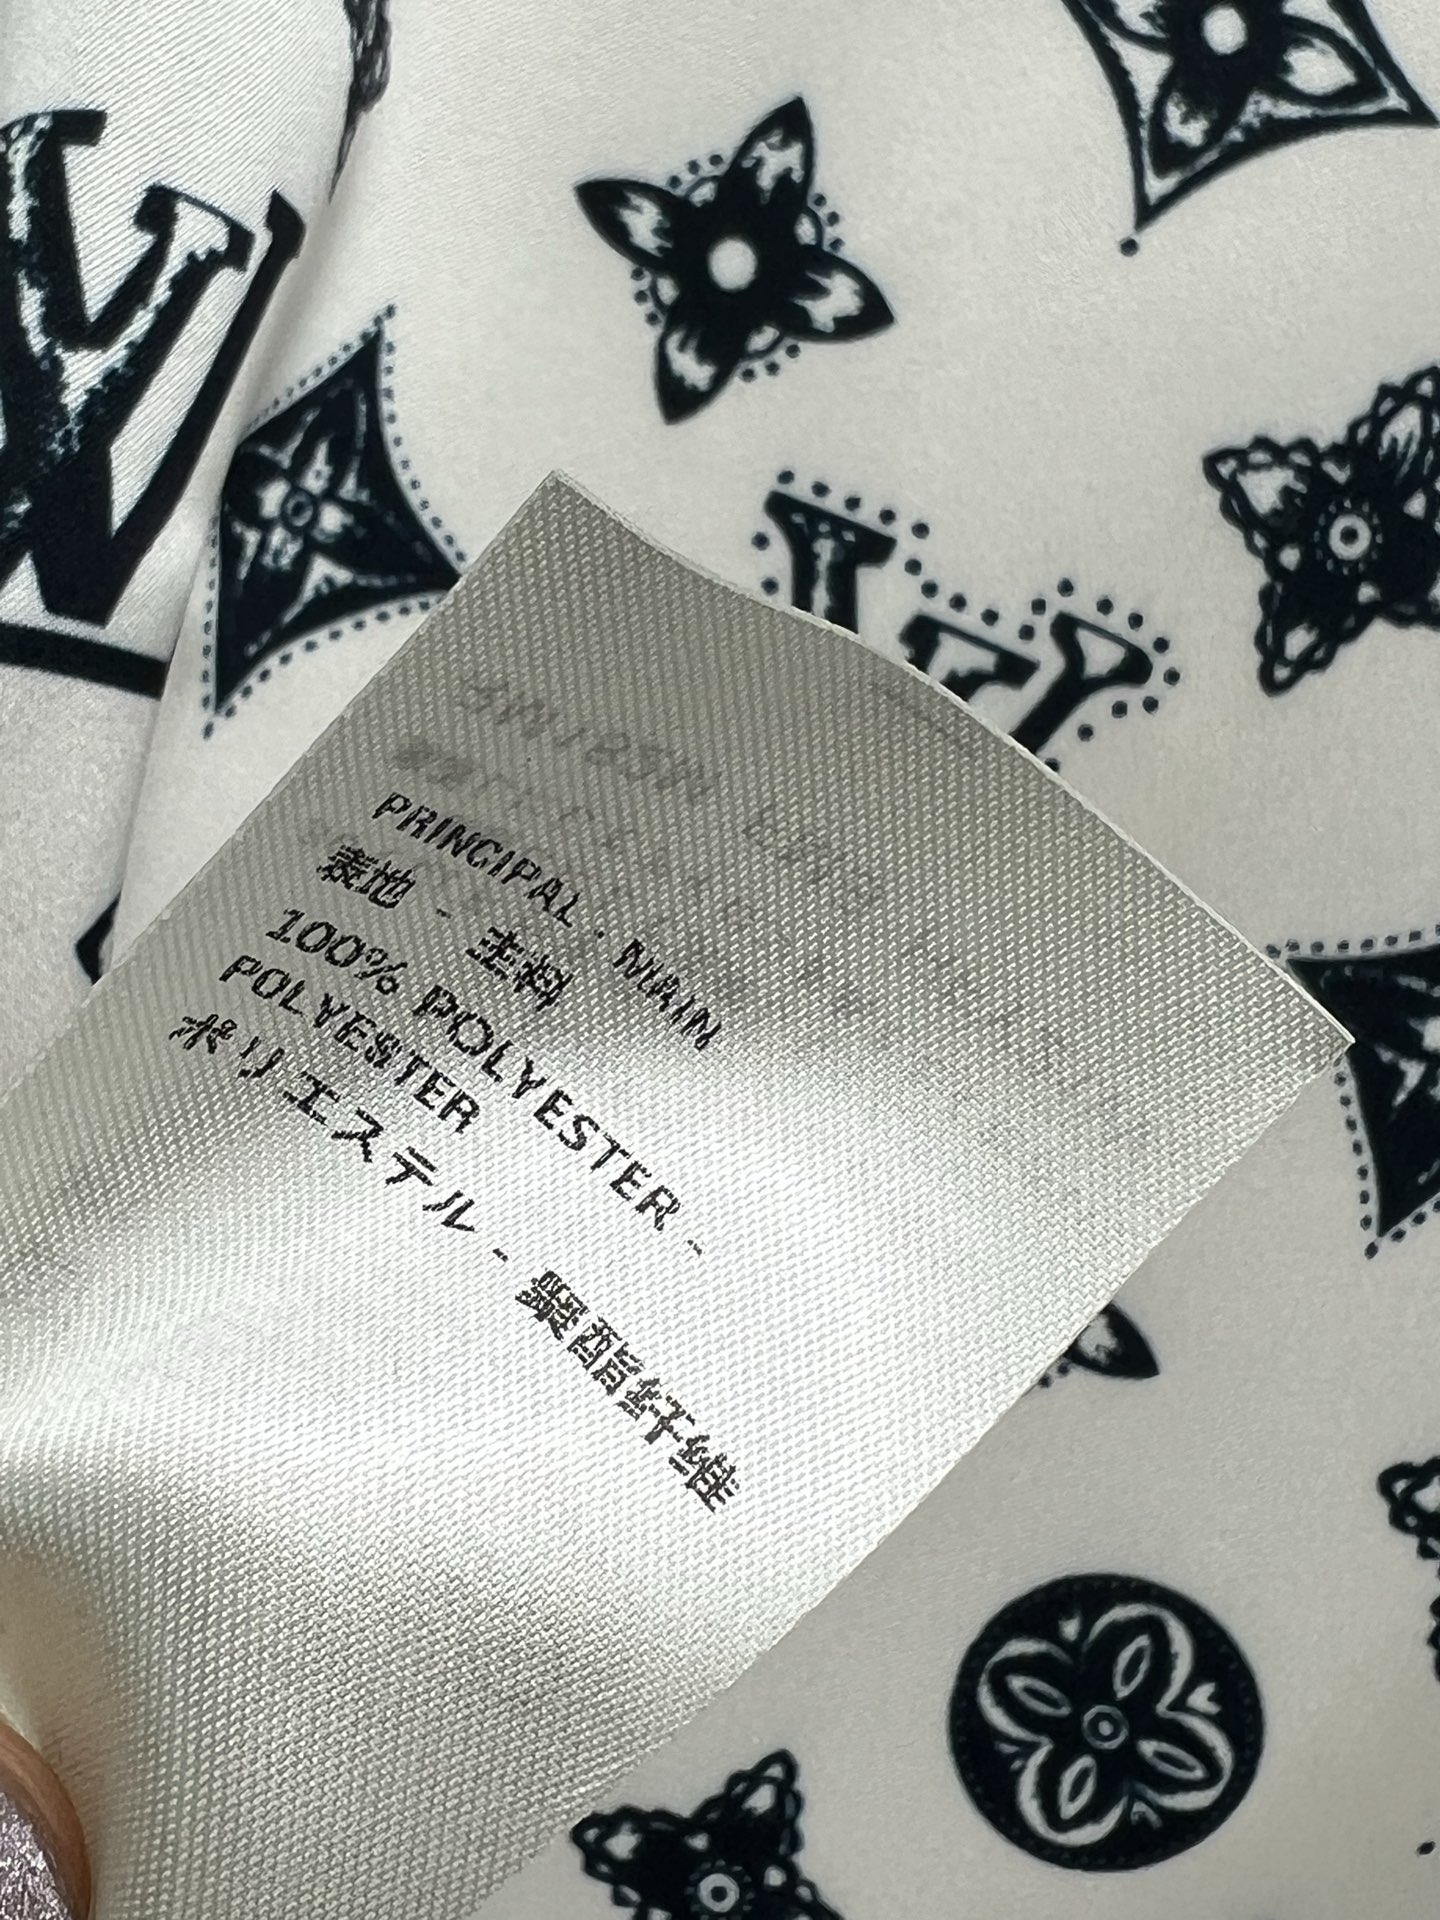 PRINCIPAL · MAIN
表地 - 主料
100% POLYESTER -
POLYESTER
ポリエステル - 聚酯纤维
LV